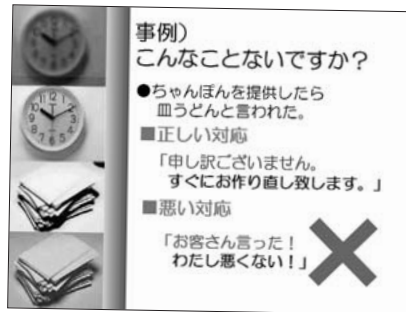 事例）
こんなことないですか？
●ちゃんぽんを提供したら
皿うどんと言われた。
■正しい対応
「申し訳ございません。
すぐにお作り直し致します。」
■悪い対応
「お客さん言った！
わたし悪くない！」